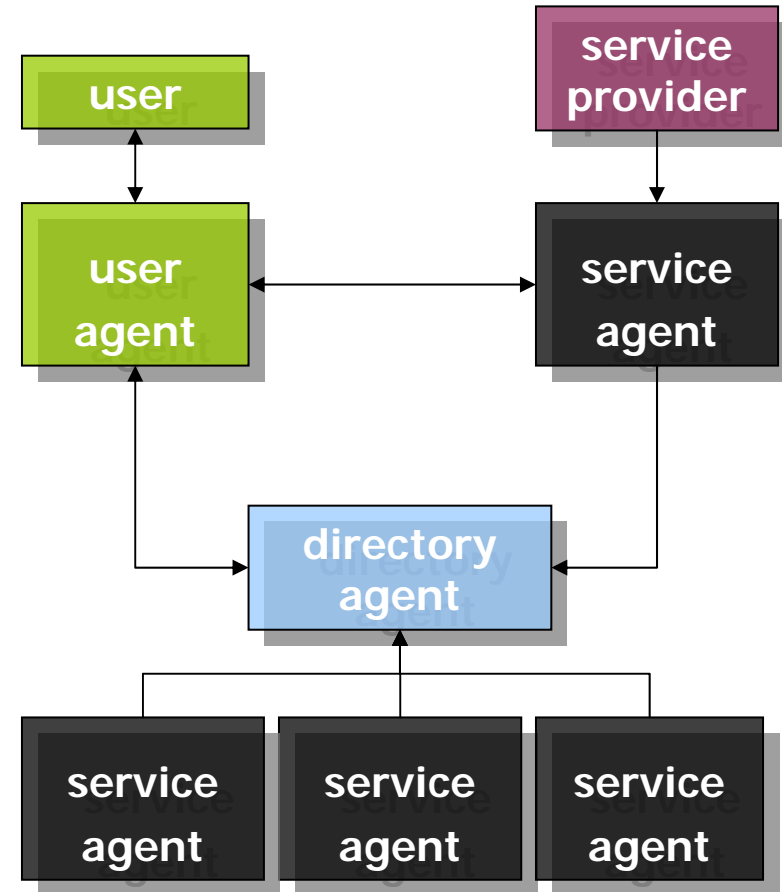 user
service
provider
user
agent
service
agent
directory
agent
service
agent
service
agent
service
agent